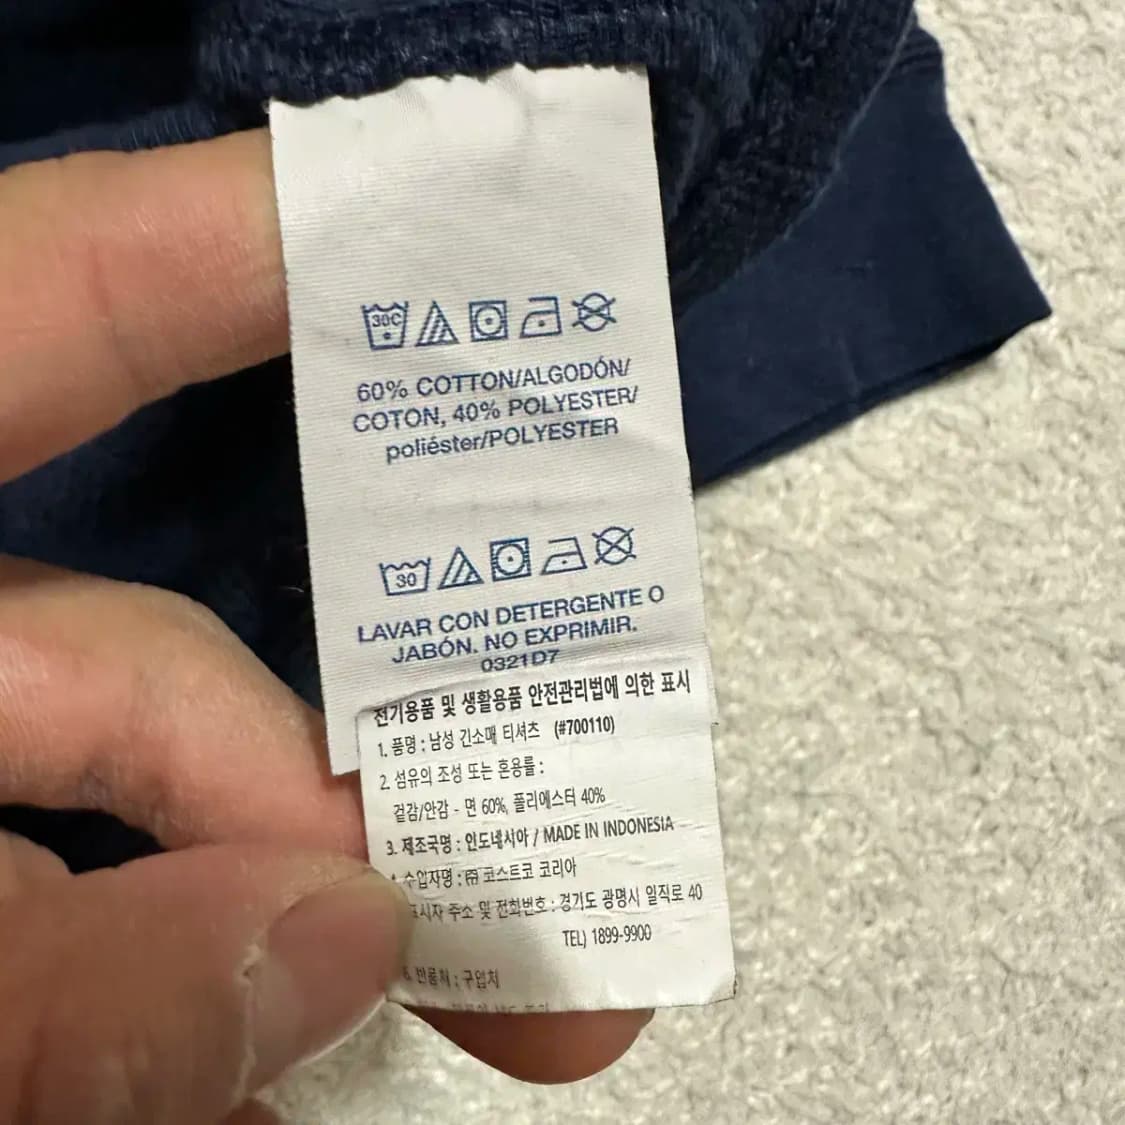 30C
60% COTTON/ALGODÓN/
COTON, 40% POLYESTER/
poliéster/POLYESTER
30
LAVAR CON DETERGENTE O
JABÓN. NO EXPRIMIR.
0321D7
전기용품 및 생활용품 안전관리법에 의한 표시
1. 품명 : 남성 긴소매 티셔츠 (#700110)
2. 섬유의 조성 또는 혼용률 :
겉감/안감 - 면 60%, 폴리에스터 40%
3. 제조국명 : 인도네시아 / MADE IN INDONESIA
수입자명 : ㈜ 코스트코 코리아
표시자 주소 및 전화번호 : 경기도 광명시 일직로 40
TEL) 1899-9900
6. 반품처 : 구입처